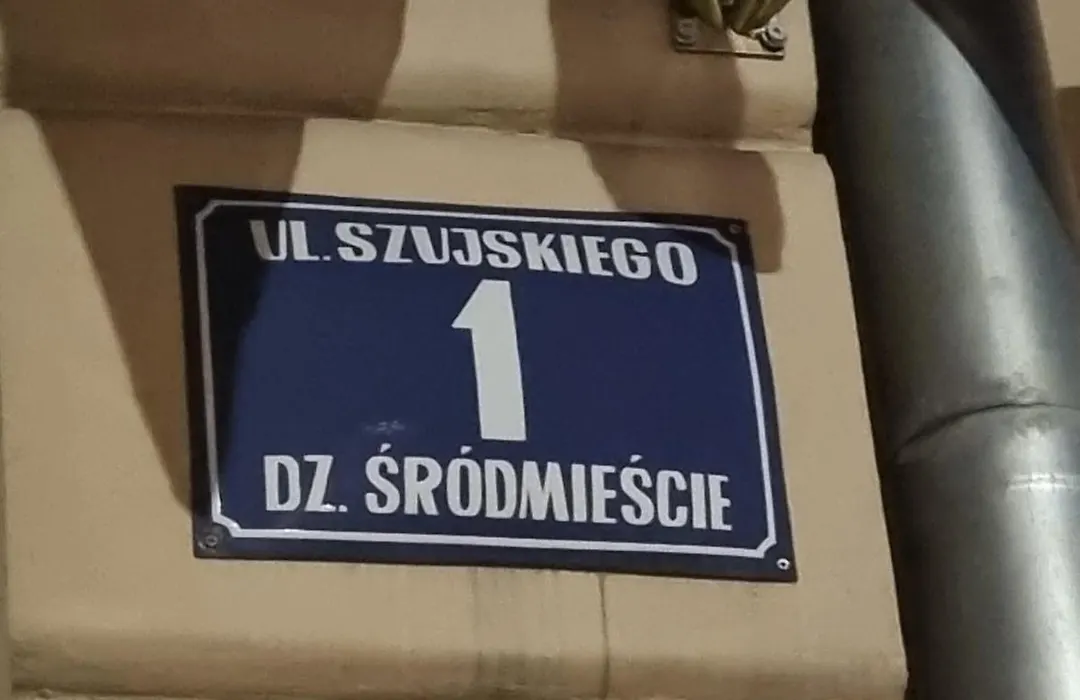 UL. SZUJSKIEGO
1
DZ. ŚRÓDMIEŚCIE